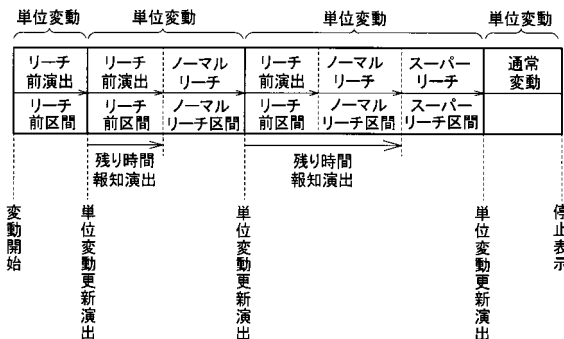 単位変動 単位変動 単位変動 単位変動
リーチ リーチ ノーマル リーチ ノーマル スーパー 通常
前演出 前演出 リーチ 前演出 リーチ リーチ 変動
リーチ リーチ ノーマル リーチ ノーマル スーパー
前区間 前区間 リーチ区間 前区間 リーチ区間 リーチ区間
残り時間 残り時間
報知演出 報知演出
変動開始
単位変動更新演出
単位変動更新演出
単位変動更新演出
停止表示